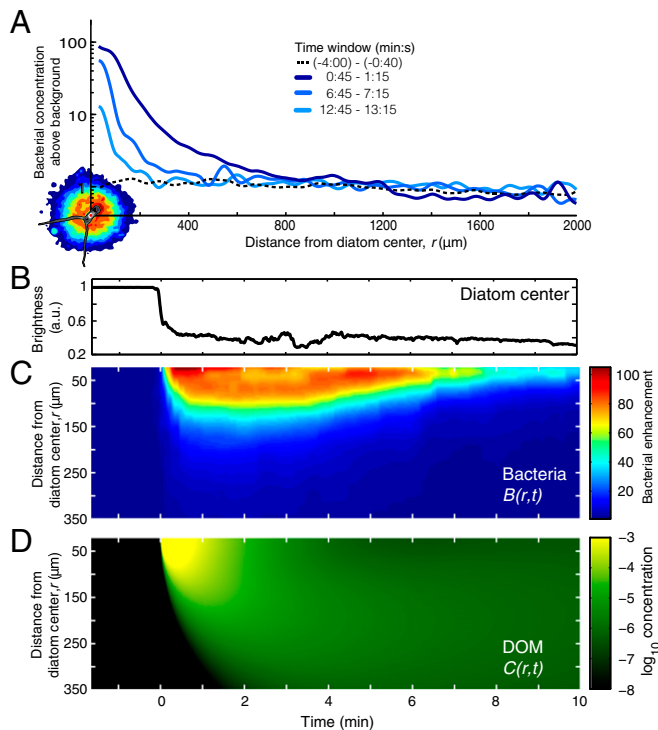 A
Bacterial concentration
above background
100
10
1
Time window (min:s)
(-4:00) - (-0:40)
0:45 - 1:15
6:45 - 7:15
12:45 - 13:15
400 800 1200 1600 2000
Distance from diatom center, r (µm)
B
Brightness
(a.u.)
1
0.6
0.2
Diatom center
C
Distance from
diatom center, r (µm)
50
150
250
350
Bacteria
B(r,t)
100
80
60
40
20
Bacterial enhancement
D
Distance from
diatom center, r (µm)
50
150
250
350
DOM
C(r,t)
-3
-4
-5
-6
-7
-8
log10 concentration
0 2 4 6 8 10
Time (min)